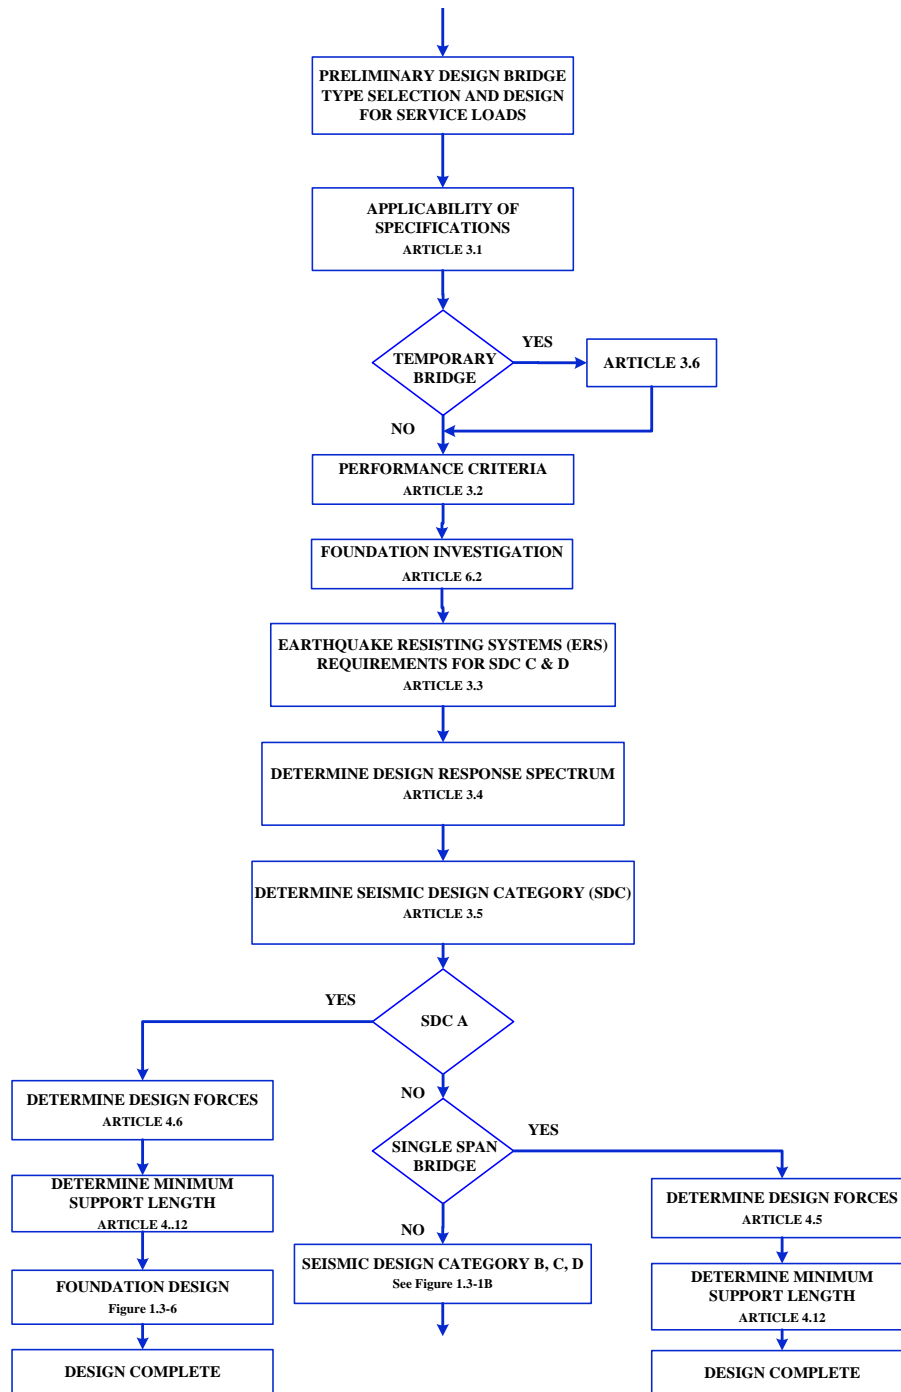 PRELIMINARY DESIGN BRIDGE
TYPE SELECTION AND DESIGN
FOR SERVICE LOADS
APPLICABILITY OF
SPECIFICATIONS
ARTICLE 3.1
TEMPORARY
BRIDGE
YES
ARTICLE 3.6
NO
PERFORMANCE CRITERIA
ARTICLE 3.2
FOUNDATION INVESTIGATION
ARTICLE 6.2
EARTHQUAKE RESISTING SYSTEMS (ERS)
REQUIREMENTS FOR SDC C & D
ARTICLE 3.3
DETERMINE DESIGN RESPONSE SPECTRUM
ARTICLE 3.4
DETERMINE SEISMIC DESIGN CATEGORY (SDC)
ARTICLE 3.5
SDC A
YES
DETERMINE DESIGN FORCES
ARTICLE 4.6
DETERMINE MINIMUM
SUPPORT LENGTH
ARTICLE 4..12
FOUNDATION DESIGN
Figure 1.3-6
DESIGN COMPLETE
NO
SINGLE SPAN
BRIDGE
NO
SEISMIC DESIGN CATEGORY B, C, D
See Figure 1.3-1B
YES
DETERMINE DESIGN FORCES
ARTICLE 4.5
DETERMINE MINIMUM
SUPPORT LENGTH
ARTICLE 4.12
DESIGN COMPLETE